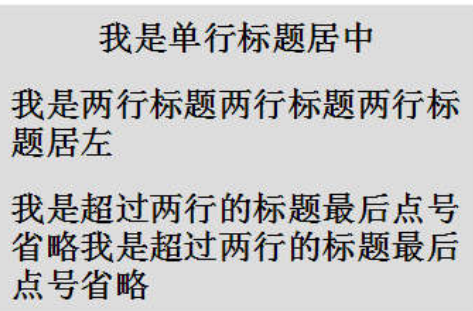 我是单行标题居中
我是两行标题两行标题两行标
题居左
我是超过两行的标题最后点号
省略我是超过两行的标题最后
点号省略